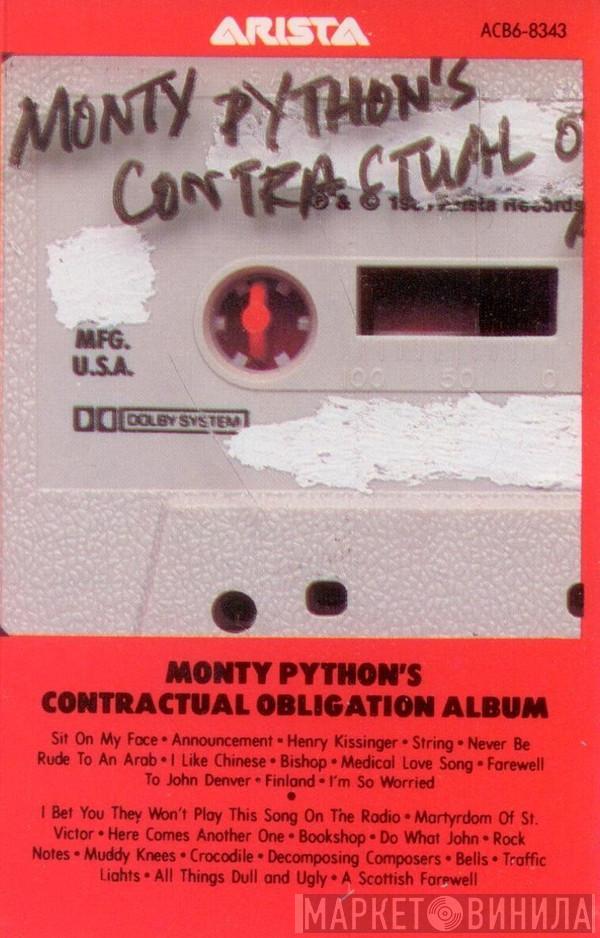 ARISTA
ACB6-8343
MONTY PYTHON'S
CONTRACTUAL O
℗ & © 19 Arista Records
MFG.
U.S.A.
DOLBY SYSTEM
100 50 0
MONTY PYTHON'S
CONTRACTUAL OBLIGATION ALBUM
Sit On My Face • Announcement • Henry Kissinger • String • Never Be
Rude To An Arab • I Like Chinese • Bishop • Medical Love Song • Farewell
To John Denver • Finland • I'm So Worried
•
I Bet You They Won't Play This Song On The Radio • Martyrdom Of St.
Victor • Here Comes Another One • Bookshop • Do What John • Rock
Notes • Muddy Knees • Crocodile • Decomposing Composers • Bells • Traffic
Lights • All Things Dull and Ugly • A Scottish Farewell
МАРКЕТ ВИНИЛА